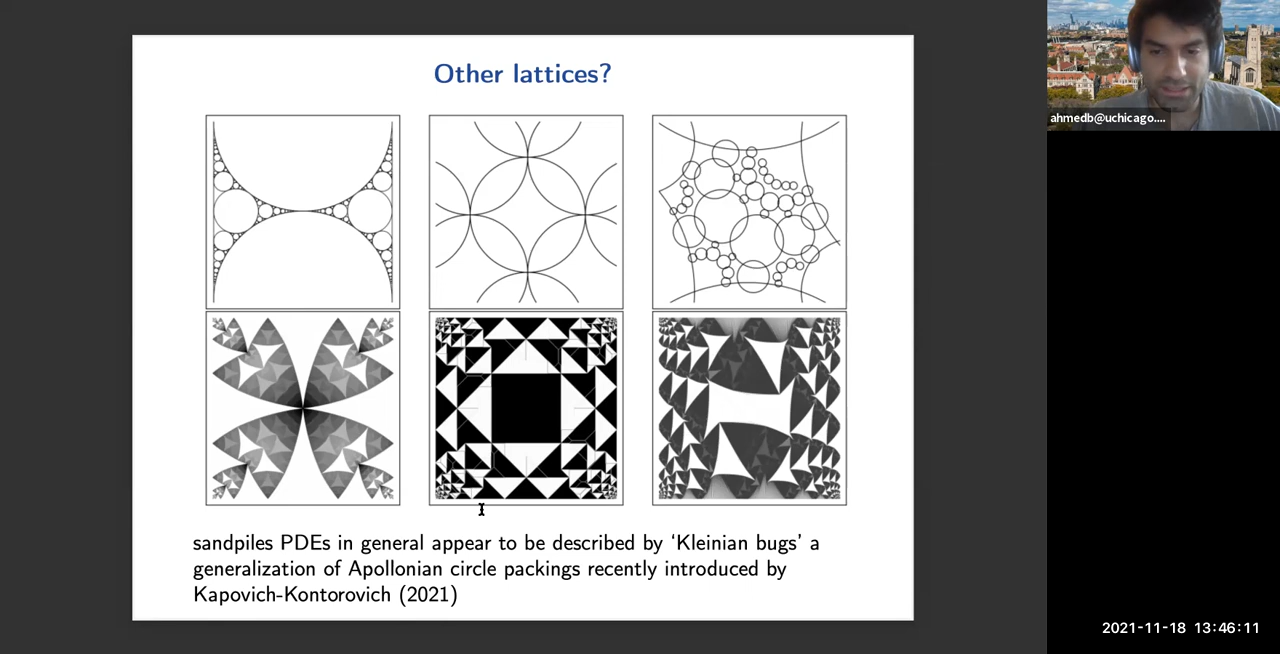 Other lattices?
ahmedb@uchicago....
sandpiles PDEs in general appear to be described by ‘Kleinian bugs’ a
generalization of Apollonian circle packings recently introduced by
Kapovich-Kontorovich (2021)
2021-11-18 13:46:11